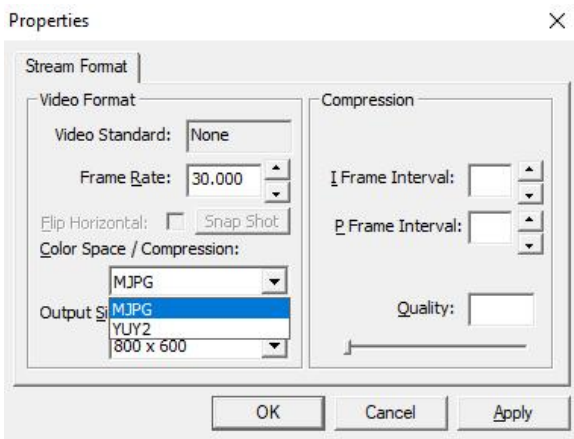 Properties
Stream Format
Video Format
Video Standard: None
Frame Rate: 30.000
Flip Horizontal: Snap Shot
Color Space / Compression:
MJPG
Output Si
MJPG
YUY2
800 x 600
Compression
I Frame Interval:
P Frame Interval:
Quality:
OK Cancel Apply